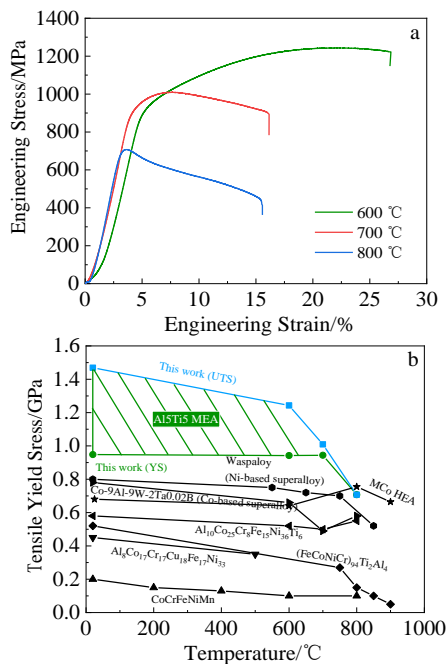 1400
1200
1000
800
600
400
200
0
Engineering Stress/MPa
a
600 ℃
700 ℃
800 ℃
0 5 10 15 20 25 30
Engineering Strain/%
b
1.6
1.4
1.2
1.0
0.8
0.6
0.4
0.2
0.0
Tensile Yield Sress/GPa
This work (UTS)
Al5Ti5 MEA
This work (YS)
Waspaloy
(Ni-based superalloy)
Co-9Al-9W-2Ta0.02B (Co-based superalloy)
MCo HEA
Al10Co25Cr8Fe15Ni36Ti6
(FeCoNiCr)94Ti2Al4
Al8Co17Cr17Cu18Fe17Ni33
CoCrFeNiMn
0 200 400 600 800 1000
Temperature/℃